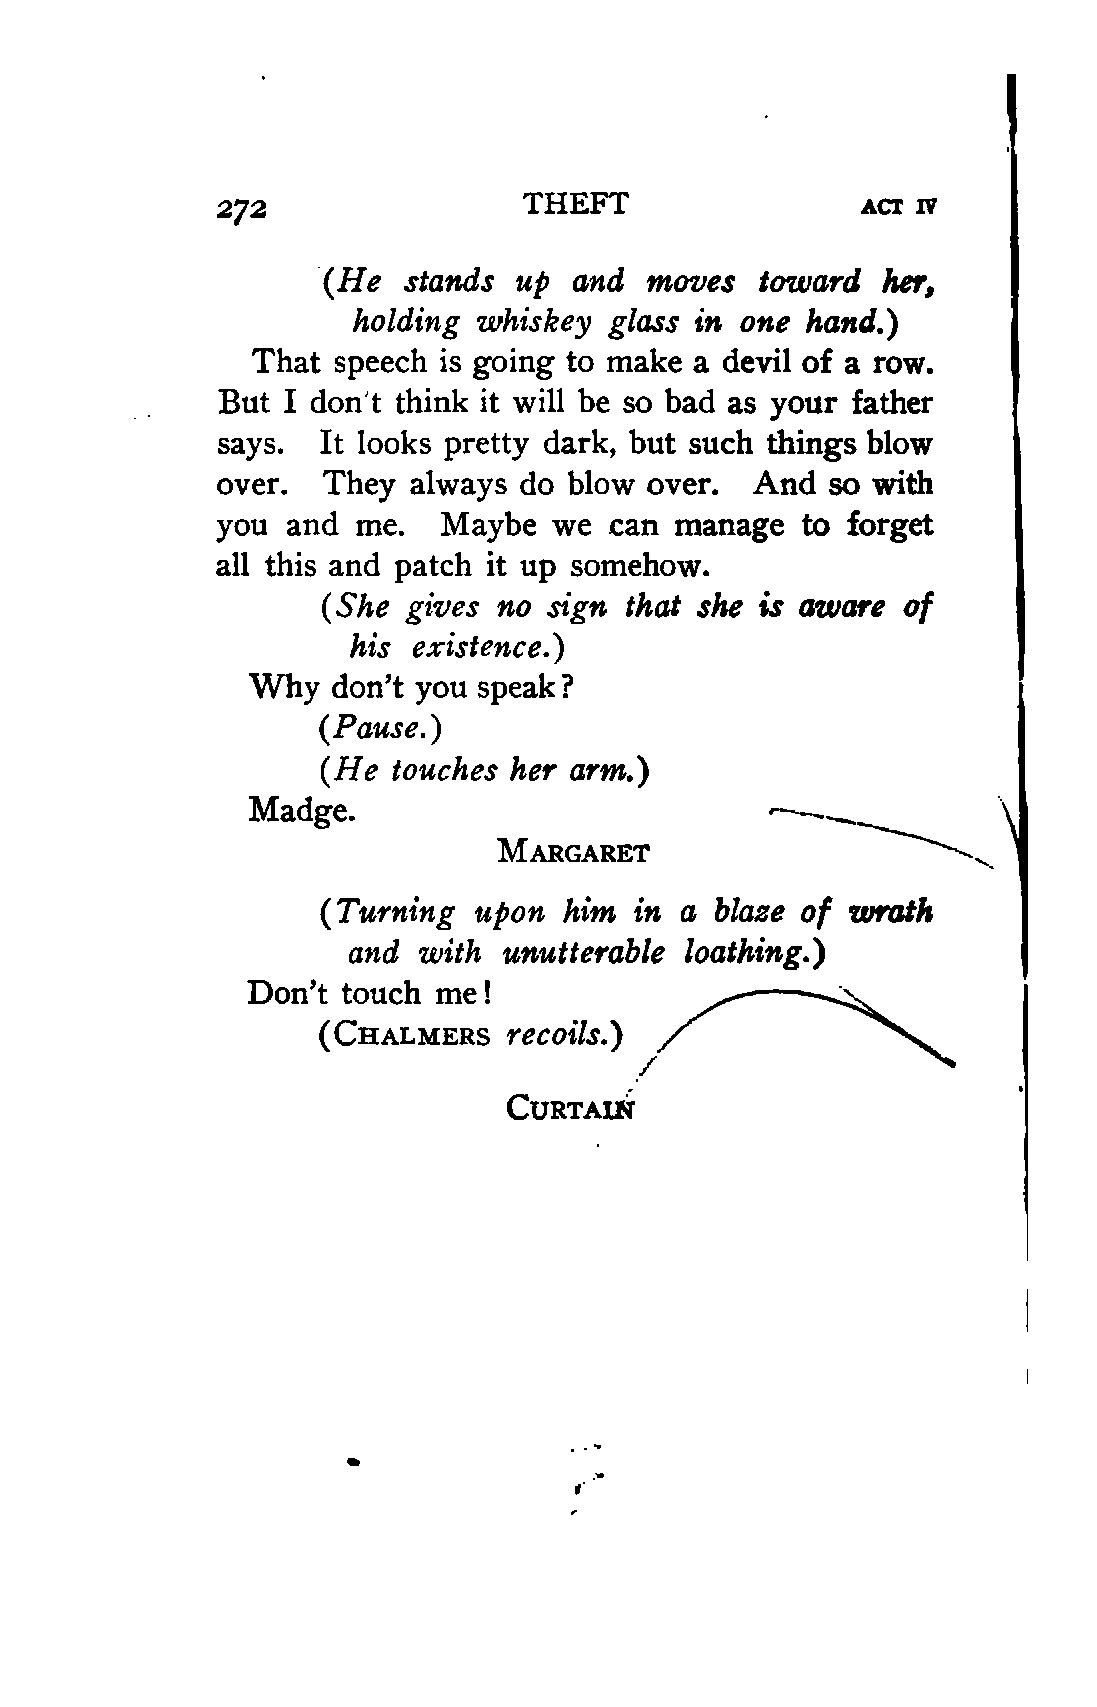 272 THEFT ACT IV
(He stands up and moves toward her,
holding whiskey glass in one hand.)
That speech is going to make a devil of a row.
But I don't think it will be so bad as your father
says. It looks pretty dark, but such things blow
over. They always do blow over. And so with
you and me. Maybe we can manage to forget
all this and patch it up somehow.
(She gives no sign that she is aware of
his existence.)
Why don't you speak?
(Pause.)
(He touches her arm.)
Madge.
MARGARET
(Turning upon him in a blaze of wrath
and with unutterable loathing.)
Don't touch me!
(CHALMERS recoils.)
CURTAIN